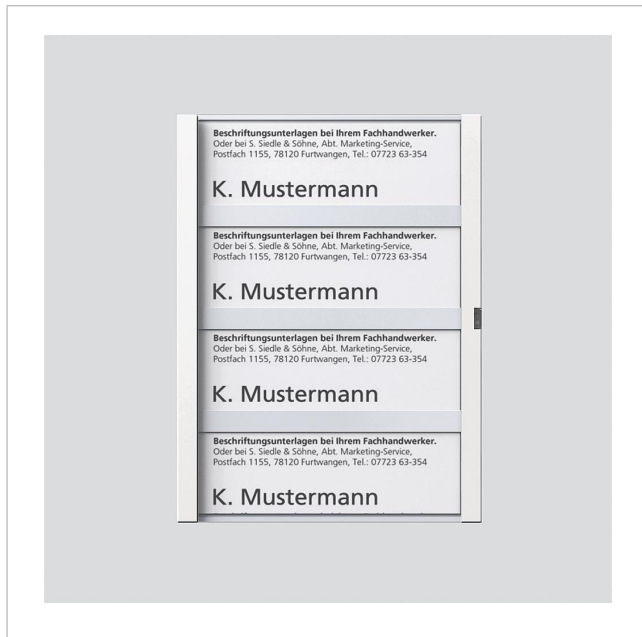 Beschriftungsunterlagen bei Ihrem Fachhandwerker.
Oder bei S. Siedle & Söhne, Abt. Marketing-Service,
Postfach 1155, 78120 Furtwangen, Tel.: 07723 63-354
K. Mustermann
Beschriftungsunterlagen bei Ihrem Fachhandwerker.
Oder bei S. Siedle & Söhne, Abt. Marketing-Service,
Postfach 1155, 78120 Furtwangen, Tel.: 07723 63-354
K. Mustermann
Beschriftungsunterlagen bei Ihrem Fachhandwerker.
Oder bei S. Siedle & Söhne, Abt. Marketing-Service,
Postfach 1155, 78120 Furtwangen, Tel.: 07723 63-354
K. Mustermann
Beschriftungsunterlagen bei Ihrem Fachhandwerker.
Oder bei S. Siedle & Söhne, Abt. Marketing-Service,
Postfach 1155, 78120 Furtwangen, Tel.: 07723 63-354
K. Mustermann